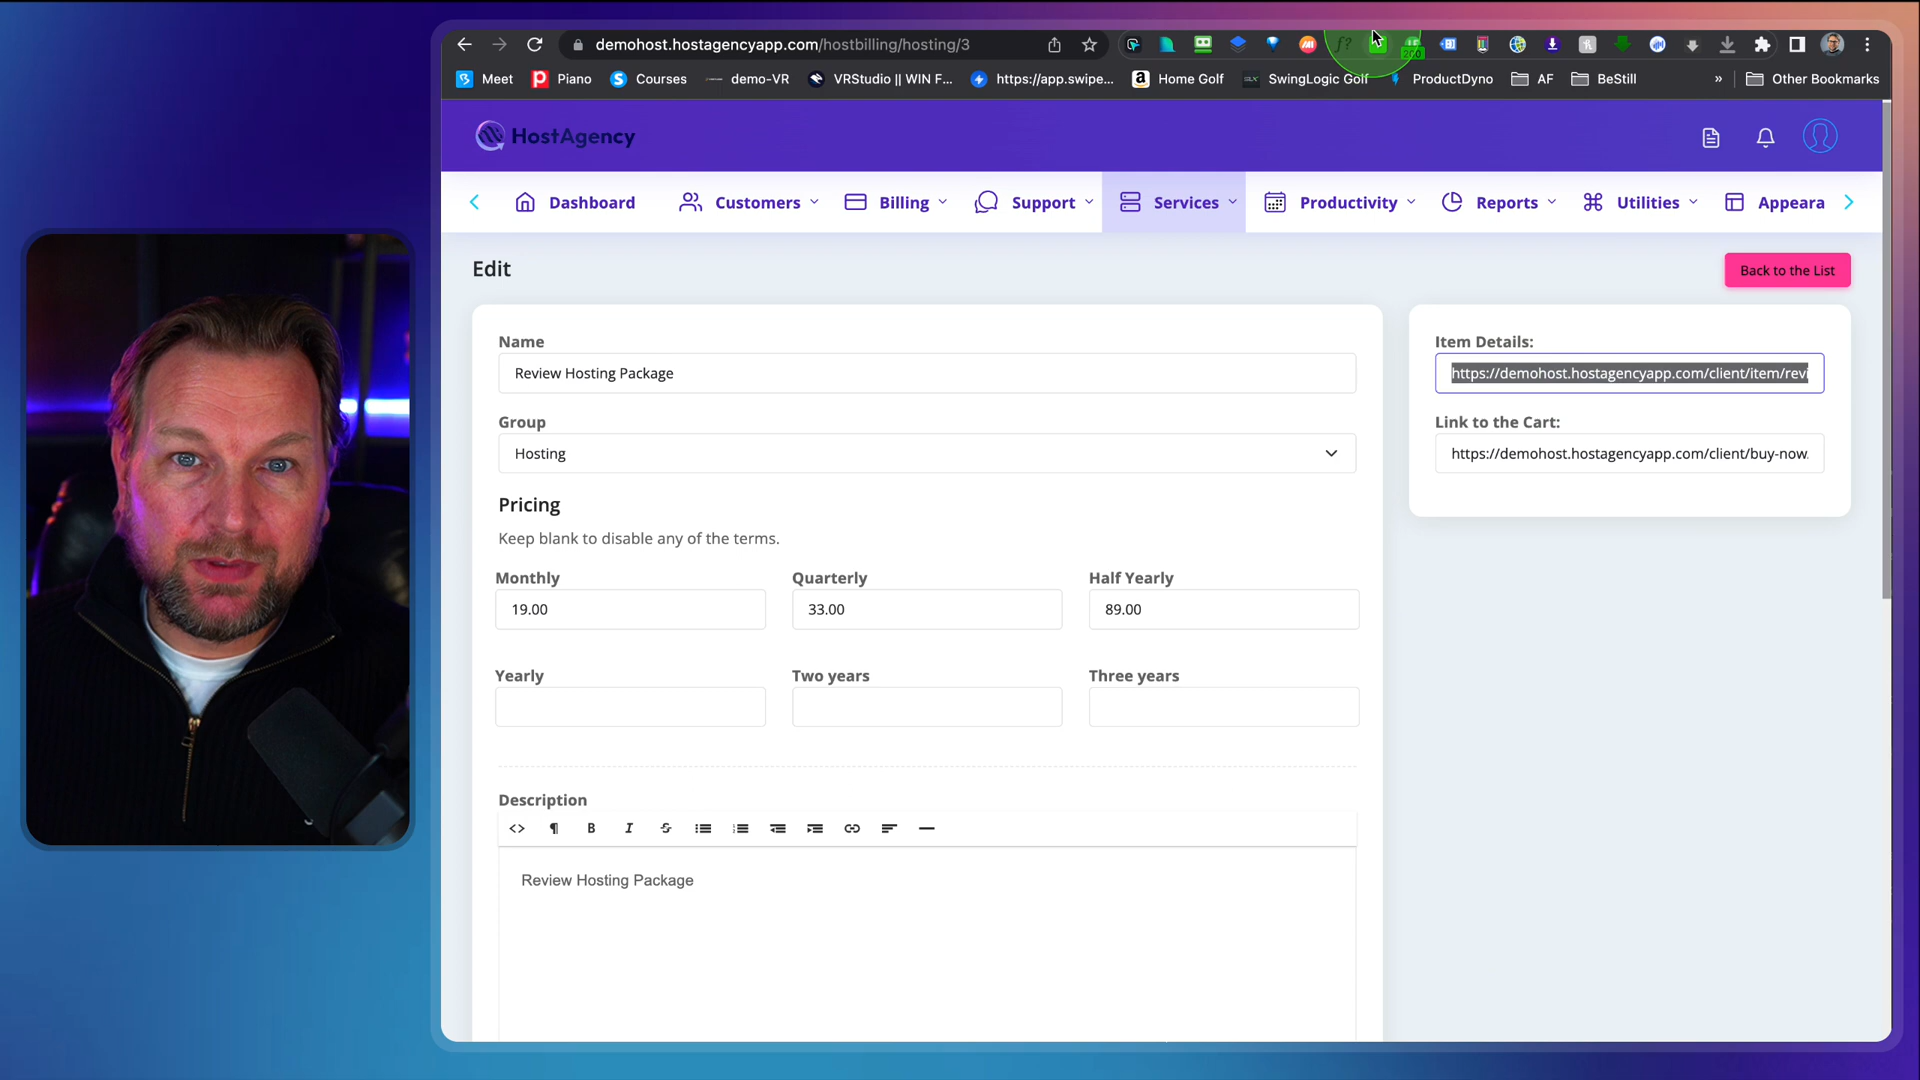 demohost.hostagencyapp.com/hostbilling/hosting/3
Meet Piano Courses demo-VR VRStudio || WIN F... https://app.swipe... Home Golf SwingLogic Golf ProductDyno AF BeStill » Other Bookmarks
HostAgency
Dashboard Customers Billing Support Services Productivity Reports Utilities Appeara
Edit
Back to the List
Name
Review Hosting Package
Group
Hosting
Pricing
Keep blank to disable any of the terms.
Monthly Quarterly Half Yearly
19.00 33.00 89.00
Yearly Two years Three years
Description
Review Hosting Package
Item Details:
https://demohost.hostagencyapp.com/client/item/revi
Link to the Cart:
https://demohost.hostagencyapp.com/client/buy-now.